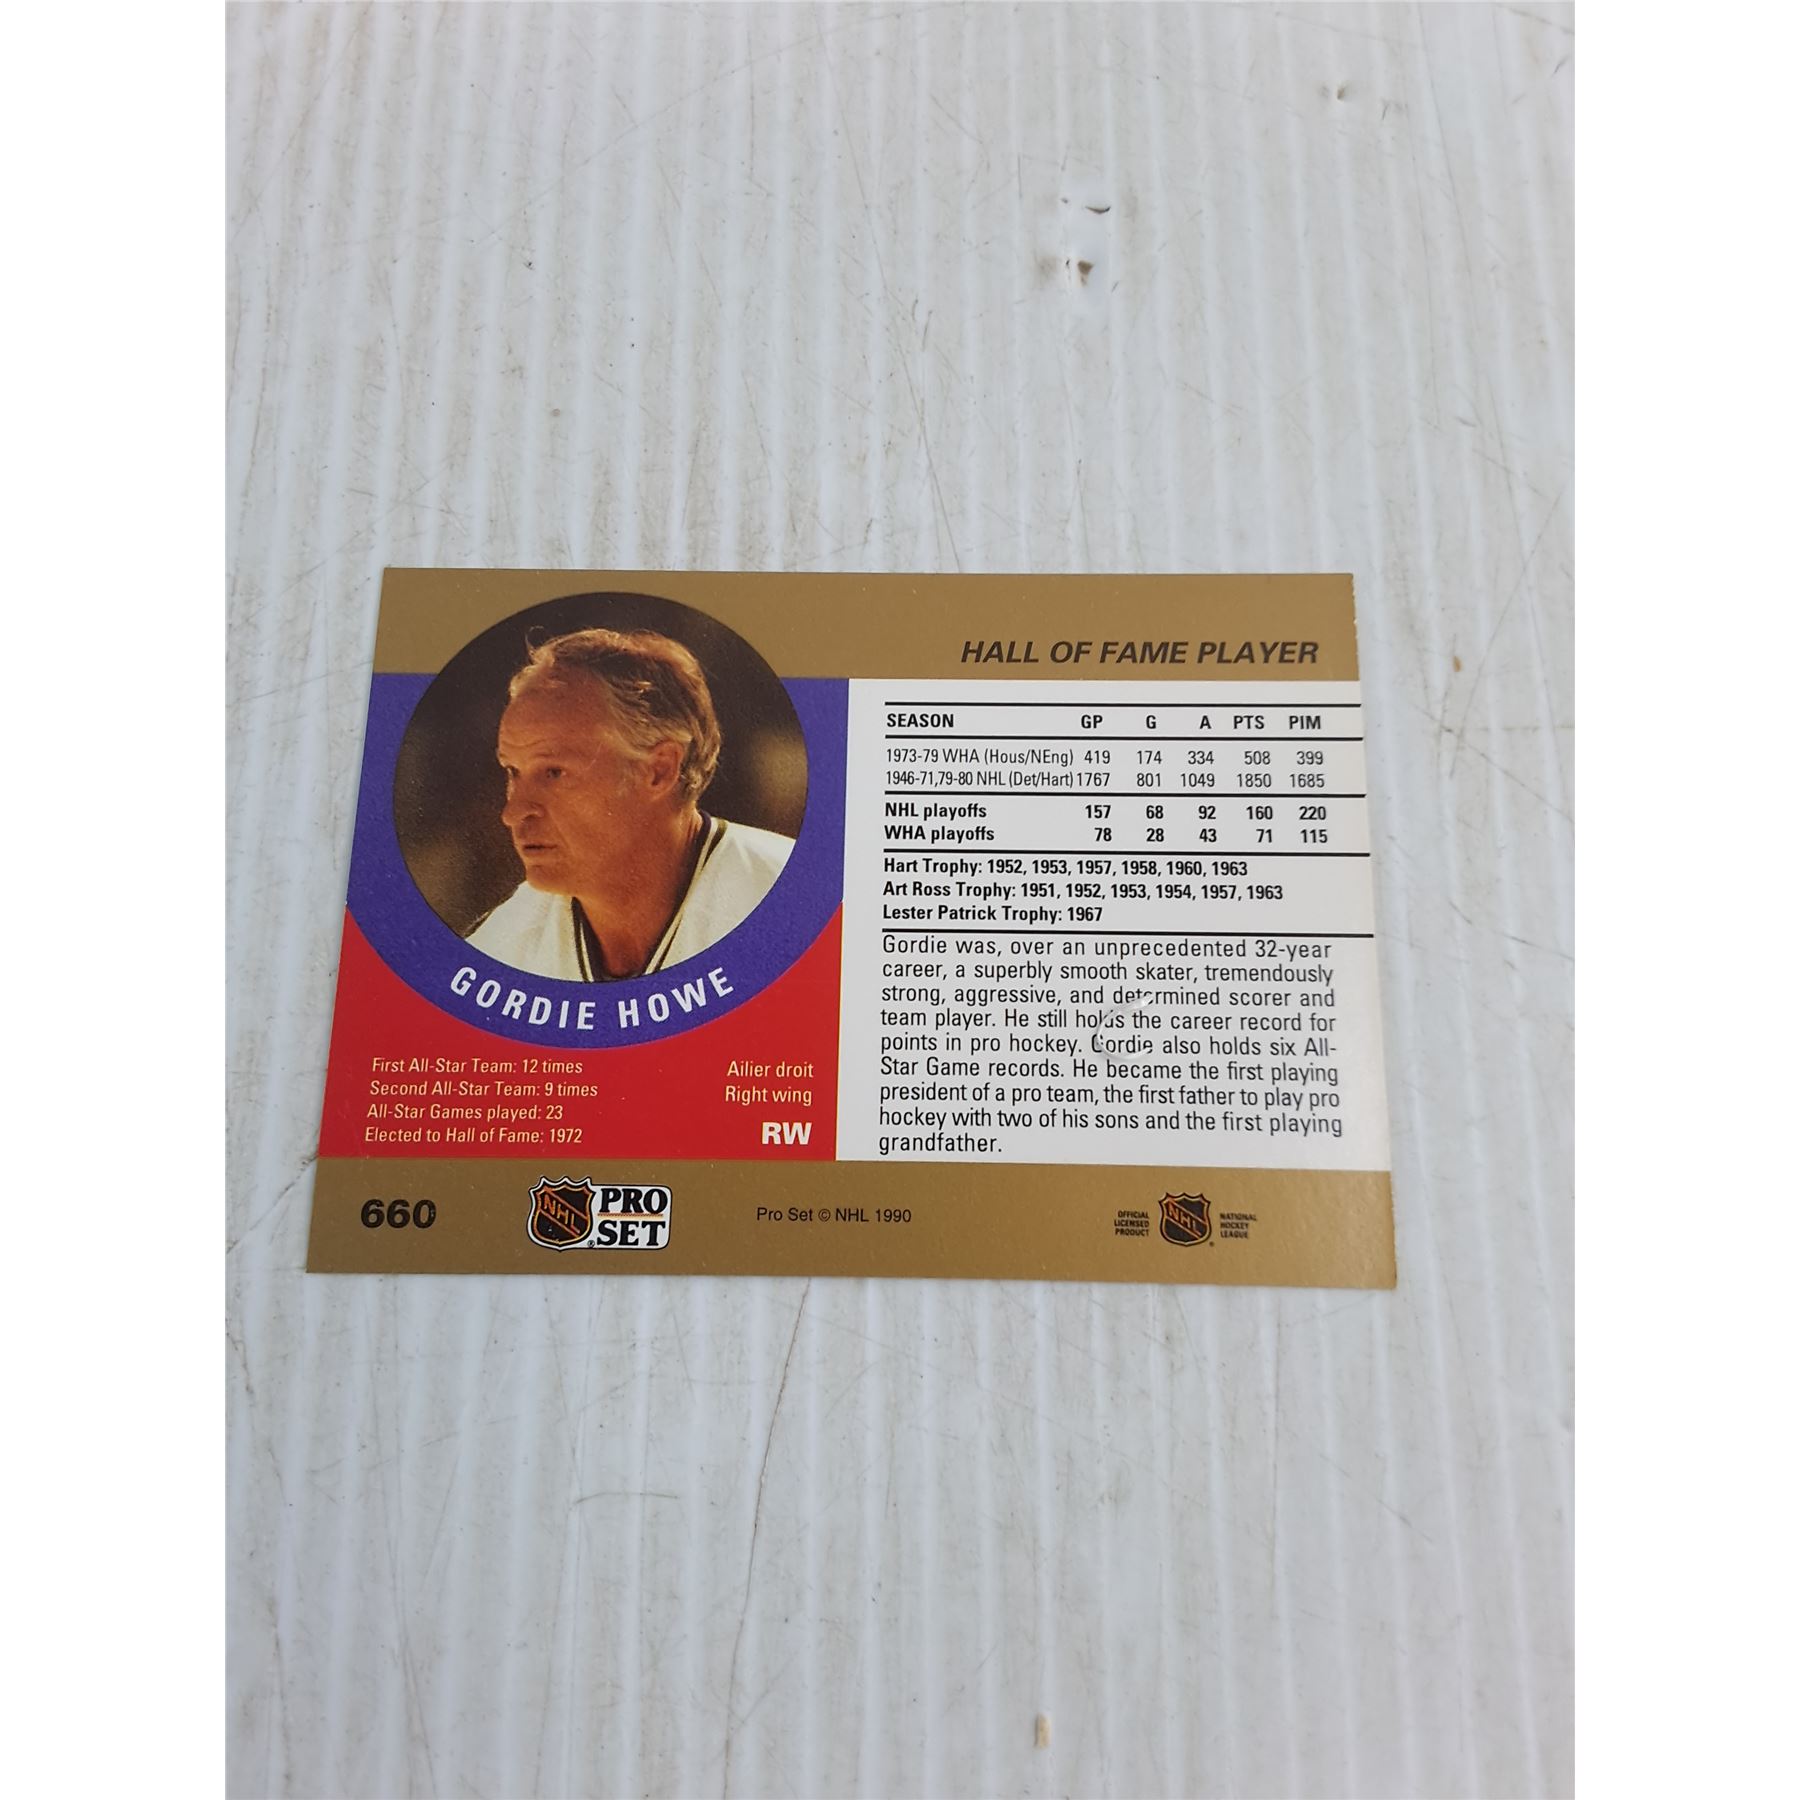 HALL OF FAME PLAYER
GORDIE HOWE
First All-Star Team: 12 times
Second All-Star Team: 9 times
All-Star Games played: 23
Elected to Hall of Fame: 1972
Ailier droit
Right wing
RW
SEASON GP G A PTS PIM
1973-79 WHA (Hous/NEng) 419 174 334 508 399
1946-71,79-80 NHL (Det/Hart) 1767 801 1049 1850 1685
NHL playoffs 157 68 92 160 220
WHA playoffs 78 28 43 71 115
Hart Trophy: 1952, 1953, 1957, 1958, 1960, 1963
Art Ross Trophy: 1951, 1952, 1953, 1954, 1957, 1963
Lester Patrick Trophy: 1967
Gordie was, over an unprecedented 32-year
career, a superbly smooth skater, tremendously
strong, aggressive, and determined scorer and
team player. He still holds the career record for
points in pro hockey. Gordie also holds six All-
Star Game records. He became the first playing
president of a pro team, the first father to play pro
hockey with two of his sons and the first playing
grandfather.
660
NHL
PRO
SET
Pro Set © NHL 1990
OFFICIAL
LICENSED
PRODUCT
NHL
NATIONAL
HOCKEY
LEAGUE